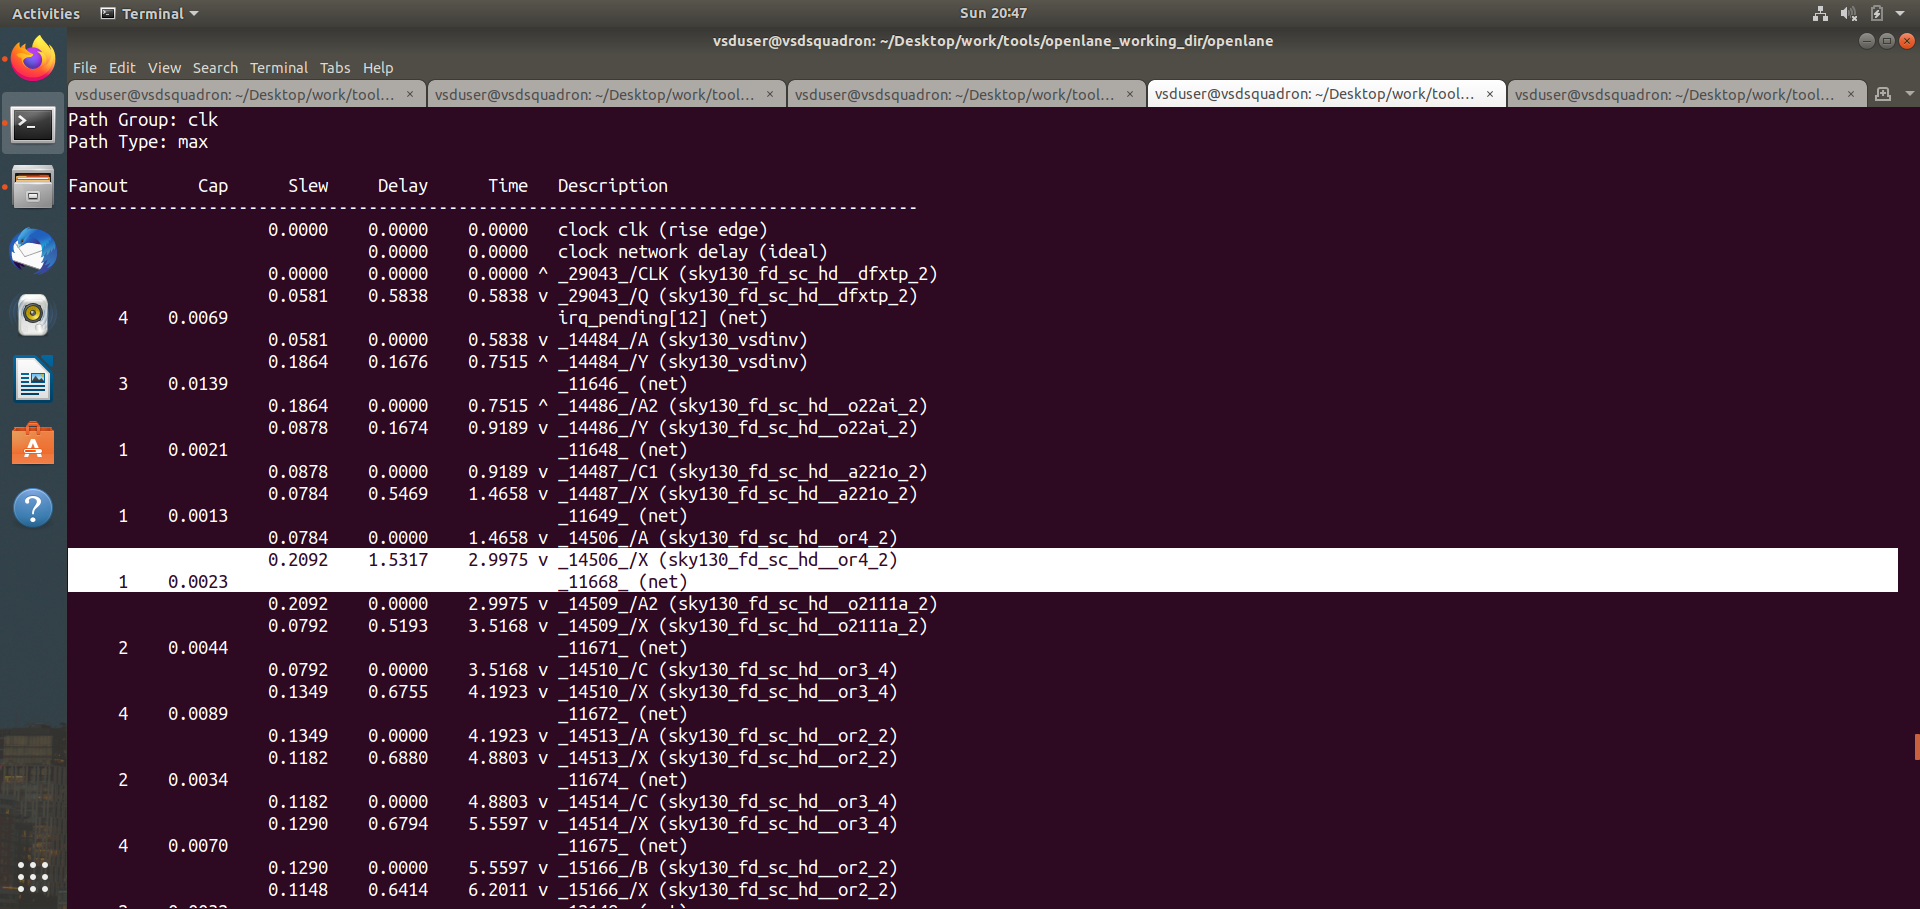 Activities Terminal Sun 20:47
vsduser@vsdsquadron: ~/Desktop/work/tools/openlane_working_dir/openlane
File Edit View Search Terminal Tabs Help
vsduser@vsdsquadron: ~/Desktop/work/tool... × vsduser@vsdsquadron: ~/Desktop/work/tool... × vsduser@vsdsquadron: ~/Desktop/work/tool... × vsduser@vsdsquadron: ~/Desktop/work/tool... × vsduser@vsdsquadron: ~/Desktop/work/tool... ×
Path Group: clk
Path Type: max
Fanout Cap Slew Delay Time Description
-------------------------------------------------------------------------------------
0.0000 0.0000 0.0000 clock clk (rise edge)
0.0000 0.0000 clock network delay (ideal)
0.0000 0.0000 0.0000 ^ _29043_/CLK (sky130_fd_sc_hd__dfxtp_2)
0.0581 0.5838 0.5838 v _29043_/Q (sky130_fd_sc_hd__dfxtp_2)
4 0.0069 irq_pending[12] (net)
0.0581 0.0000 0.5838 v _14484_/A (sky130_vsdinv)
0.1864 0.1676 0.7515 ^ _14484_/Y (sky130_vsdinv)
3 0.0139 _11646_ (net)
0.1864 0.0000 0.7515 ^ _14486_/A2 (sky130_fd_sc_hd__o22ai_2)
0.0878 0.1674 0.9189 v _14486_/Y (sky130_fd_sc_hd__o22ai_2)
1 0.0021 _11648_ (net)
0.0878 0.0000 0.9189 v _14487_/C1 (sky130_fd_sc_hd__a221o_2)
0.0784 0.5469 1.4658 v _14487_/X (sky130_fd_sc_hd__a221o_2)
1 0.0013 _11649_ (net)
0.0784 0.0000 1.4658 v _14506_/A (sky130_fd_sc_hd__or4_2)
0.2092 1.5317 2.9975 v _14506_/X (sky130_fd_sc_hd__or4_2)
1 0.0023 _11668_ (net)
0.2092 0.0000 2.9975 v _14509_/A2 (sky130_fd_sc_hd__o2111a_2)
0.0792 0.5193 3.5168 v _14509_/X (sky130_fd_sc_hd__o2111a_2)
2 0.0044 _11671_ (net)
0.0792 0.0000 3.5168 v _14510_/C (sky130_fd_sc_hd__or3_4)
0.1349 0.6755 4.1923 v _14510_/X (sky130_fd_sc_hd__or3_4)
4 0.0089 _11672_ (net)
0.1349 0.0000 4.1923 v _14513_/A (sky130_fd_sc_hd__or2_2)
0.1182 0.6880 4.8803 v _14513_/X (sky130_fd_sc_hd__or2_2)
2 0.0034 _11674_ (net)
0.1182 0.0000 4.8803 v _14514_/C (sky130_fd_sc_hd__or3_4)
0.1290 0.6794 5.5597 v _14514_/X (sky130_fd_sc_hd__or3_4)
4 0.0070 _11675_ (net)
0.1290 0.0000 5.5597 v _15166_/B (sky130_fd_sc_hd__or2_2)
0.1148 0.6414 6.2011 v _15166_/X (sky130_fd_sc_hd__or2_2)